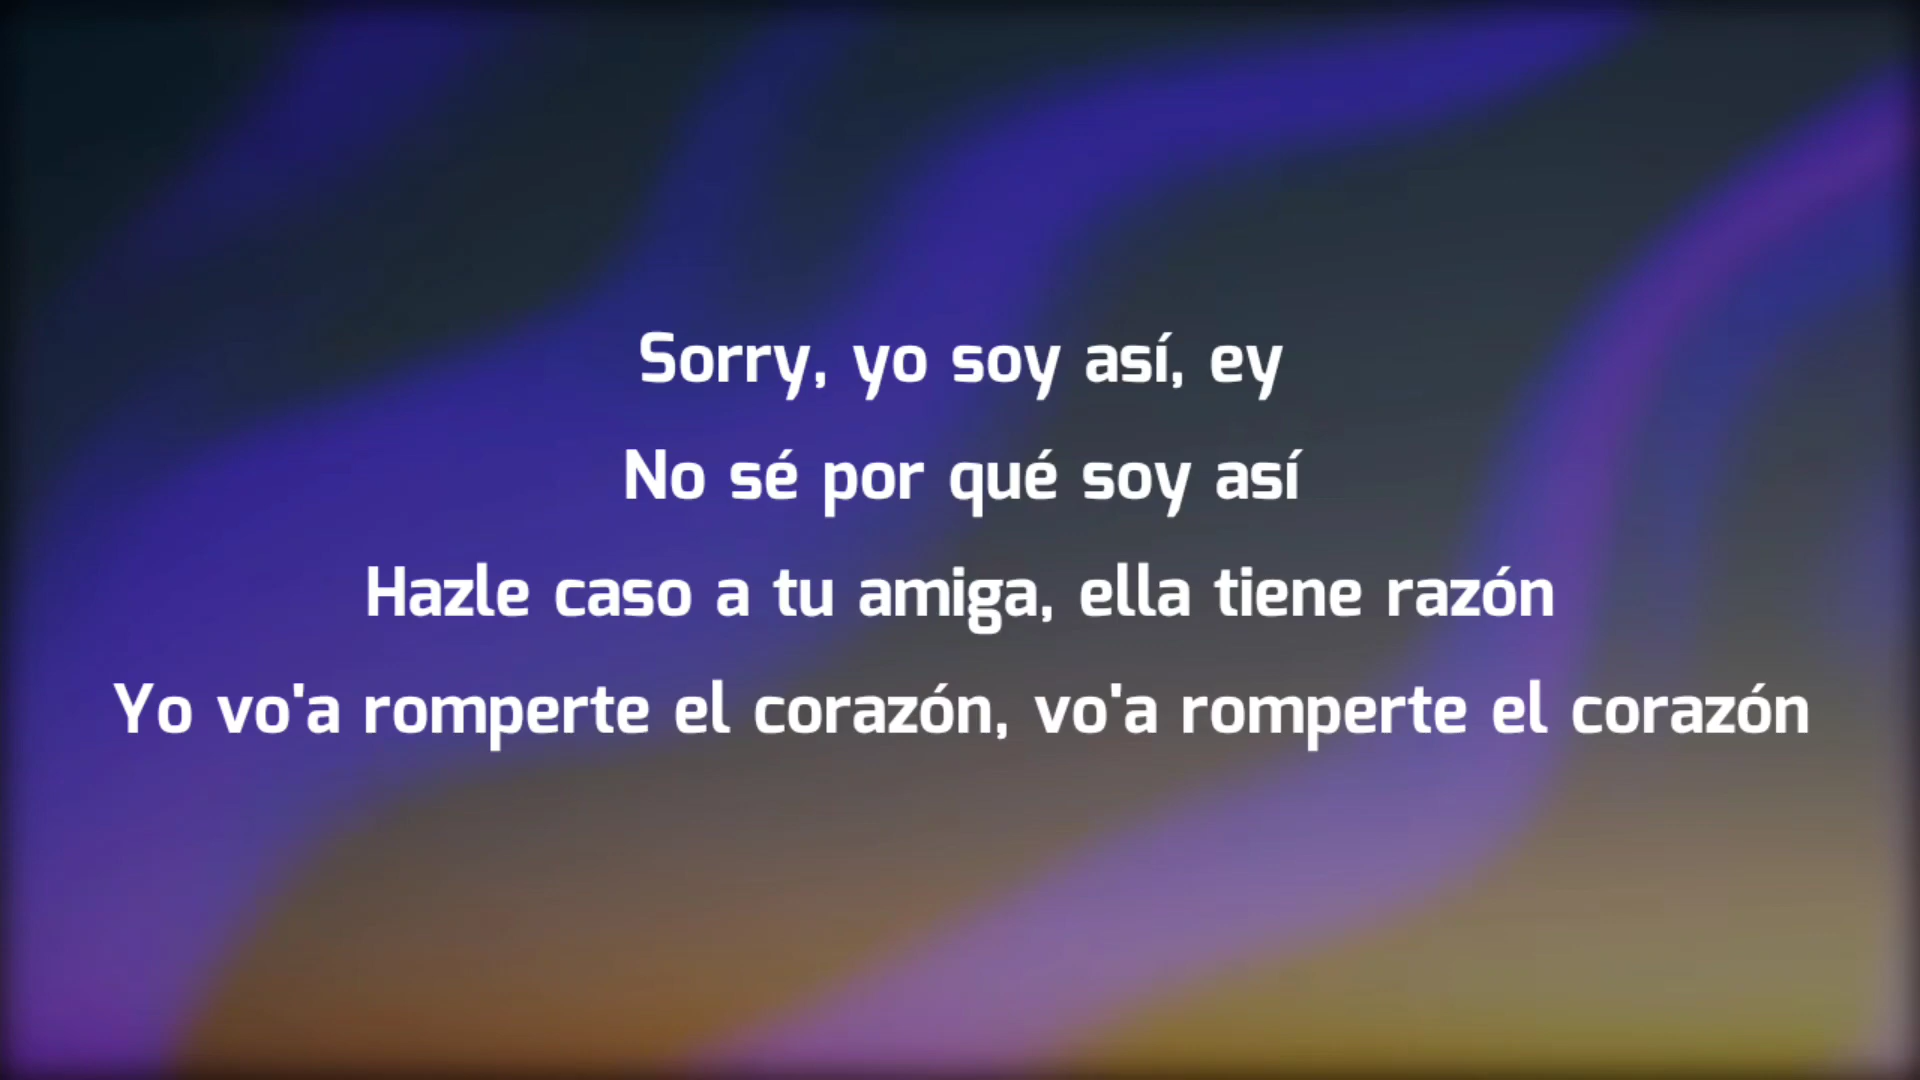 Sorry, yo soy así, ey
No sé por qué soy así
Hazle caso a tu amiga, ella tiene razón
Yo vo'a romperte el corazón, vo'a romperte el corazón